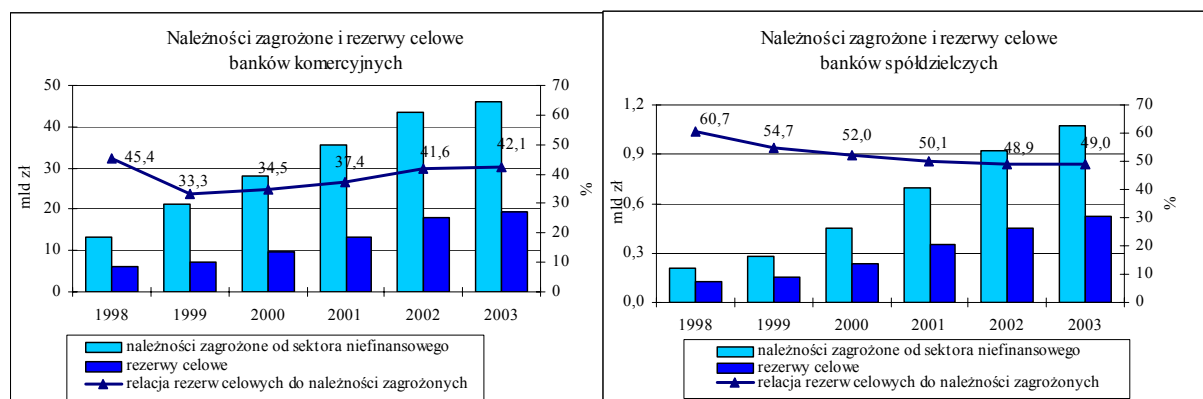 Należności zagrożone i rezerwy celowe
banków komercyjnych
mld zł
50
40
30
20
10
0
70
60
50
40
30
20
10
0
%
45,4
33,3
34,5
37,4
41,6
42,1
1998 1999 2000 2001 2002 2003
należności zagrożone od sektora niefinansowego
rezerwy celowe
relacja rezerw celowych do należności zagrożonych
Należności zagrożone i rezerwy celowe
banków spółdzielczych
mld zł
1,2
0,9
0,6
0,3
0,0
70
60
50
40
30
20
10
0
%
60,7
54,7
52,0
50,1
48,9
49,0
1998 1999 2000 2001 2002 2003
należności zagrożone od sektora niefinansowego
rezerwy celowe
relacja rezerw celowych do należności zagrożonych